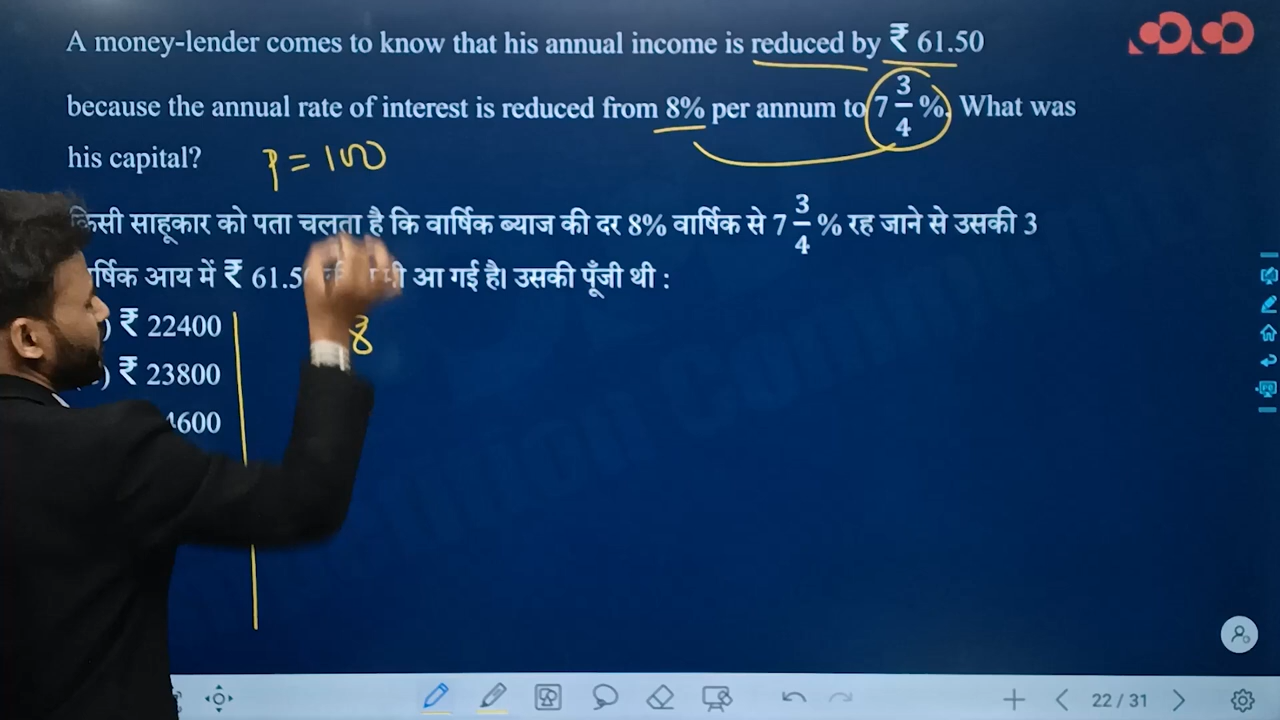 A money-lender comes to know that his annual income is reduced by ₹ 61.50
because the annual rate of interest is reduced from 8% per annum to 7 3/4 %. What was
his capital?
P = 100
किसी साहूकार को पता चलता है कि वार्षिक ब्याज की दर 8% वार्षिक से 7 3/4 % रह जाने से उसकी 3
आय में ₹ 61.5 आ गई है। उसकी पूँजी थी :
) ₹ 22400
8
) ₹ 23800
4600
22 / 31